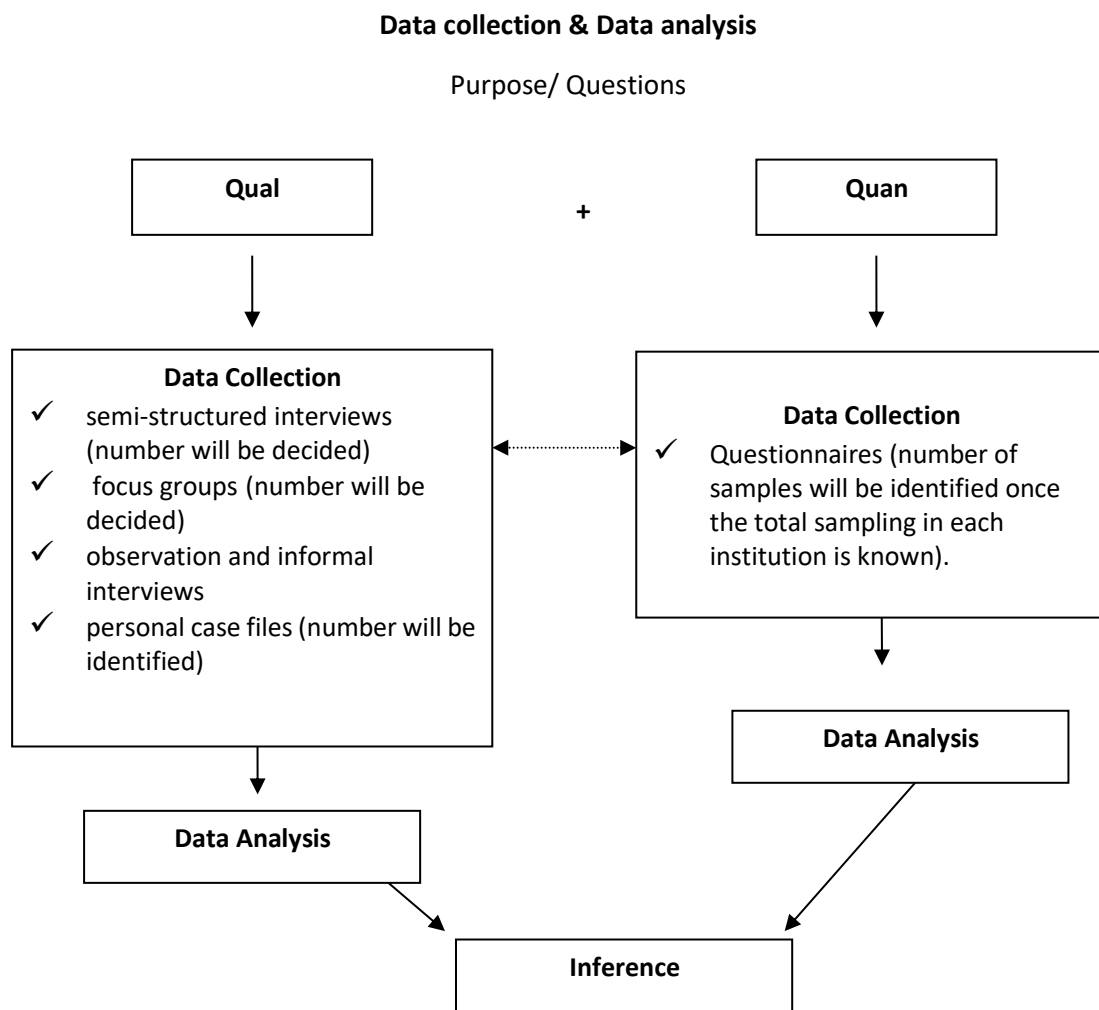 Data collection & Data analysis
Purpose/ Questions
Qual
+
Quan
Data Collection
✓ semi-structured interviews
(number will be decided)
✓ focus groups (number will be
decided)
✓ observation and informal
interviews
✓ personal case files (number will be
identified)
Data Collection
✓ Questionnaires (number of
samples will be identified once
the total sampling in each
institution is known).
Data Analysis
Data Analysis
Inference